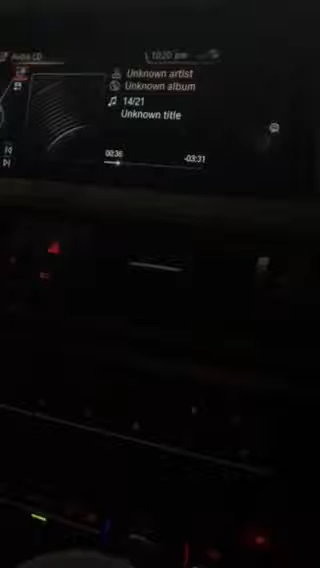 Audio CD
10:20 pm
Unknown artist
Unknown album
14/21
Unknown title
00:36
-03:31